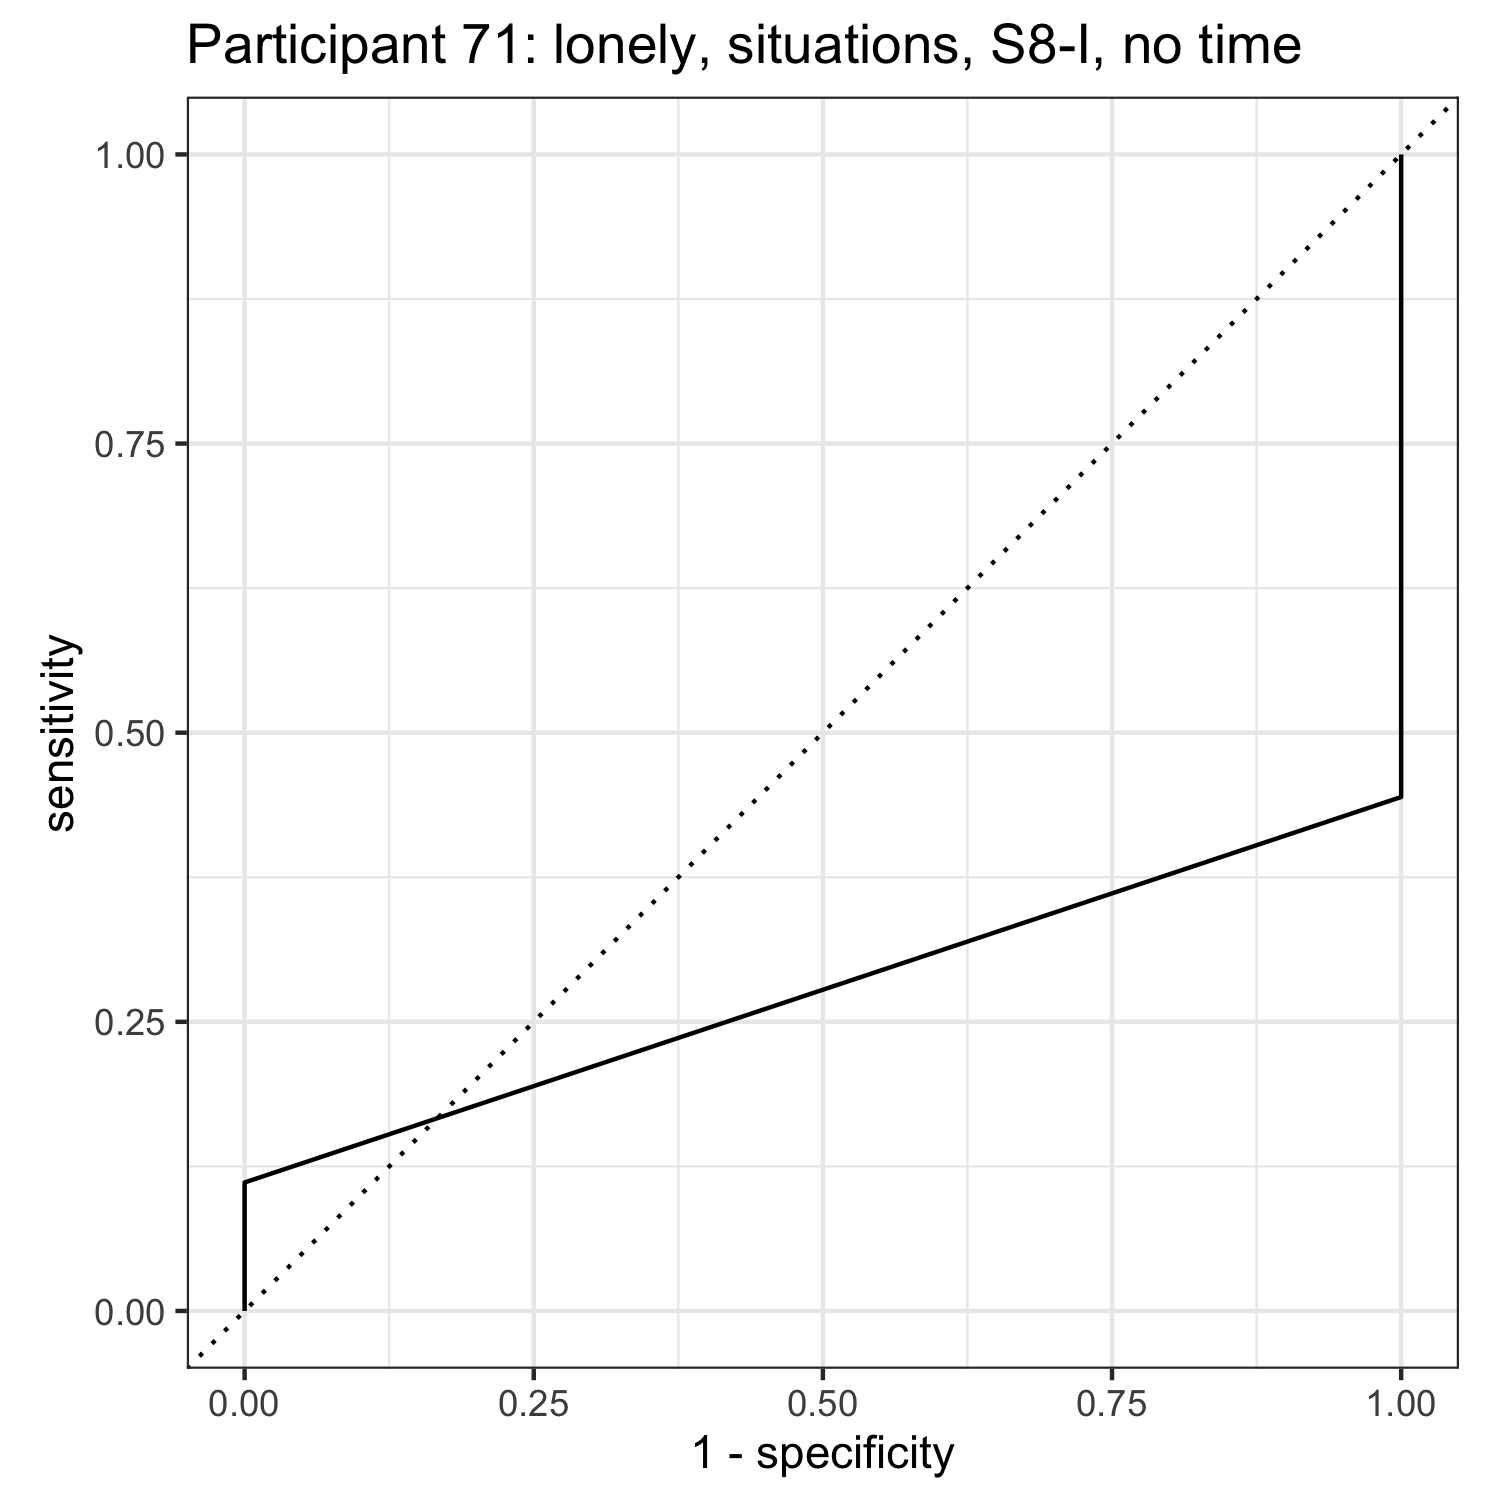 Participant 71: lonely, situations, S8-I, no time
1.00
0.75
0.50
0.25
0.00
sensitivity
0.00 0.25 0.50 0.75 1.00
1 - specificity